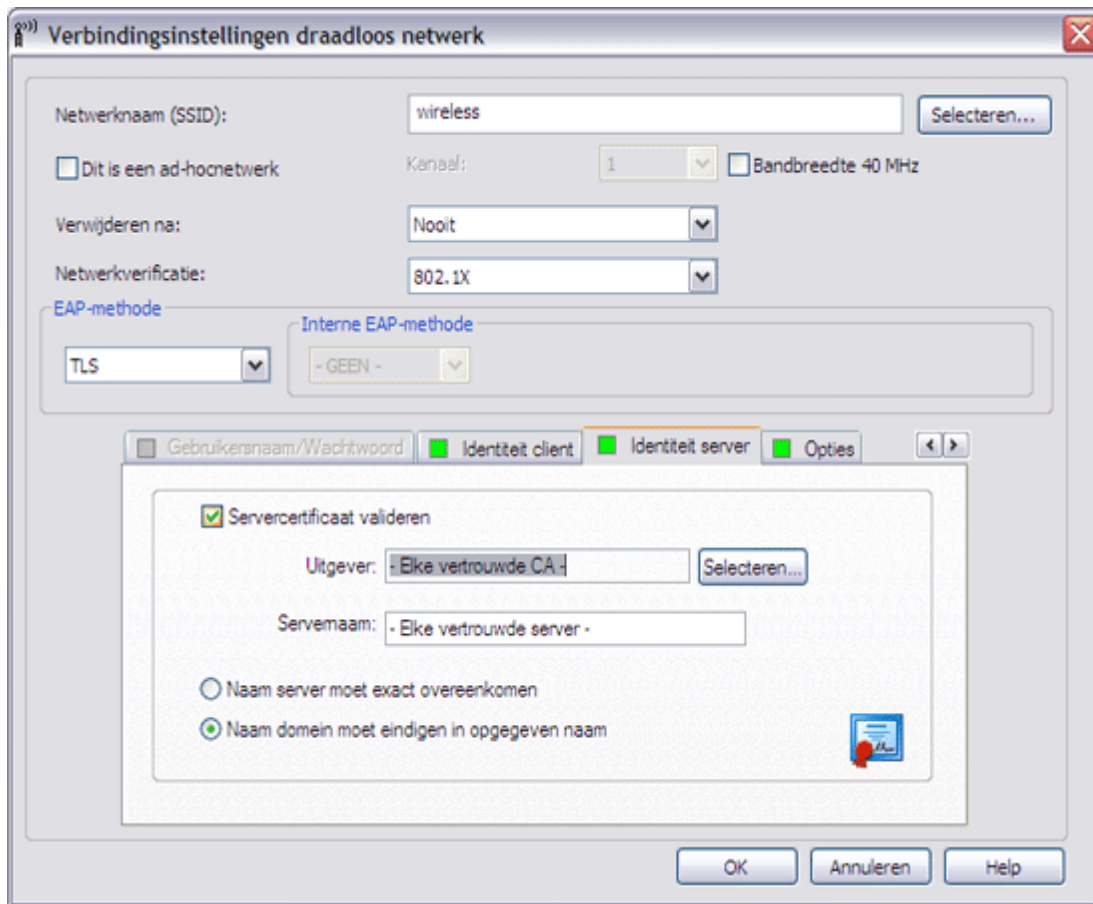 Verbindingsinstellingen draadloos netwerk
Netwerknaam (SSID): wireless Selecteren...
Dit is een ad-hocnetwerk Kanaal: 1 Bandbreedte 40 MHz
Verwijderen na: Nooit
Netwerkverificatie: 802.1X
EAP-methode
Interne EAP-methode
TLS - GEEN -
Gebruikersnaam/Wachtwoord Identiteit client Identiteit server Opties
Servercertificaat valideren
Uitgever: - Elke vertrouwde CA - Selecteren...
Servernaam: - Elke vertrouwde server -
Naam server moet exact overeenkomen
Naam domein moet eindigen in opgegeven naam
OK Annuleren Help